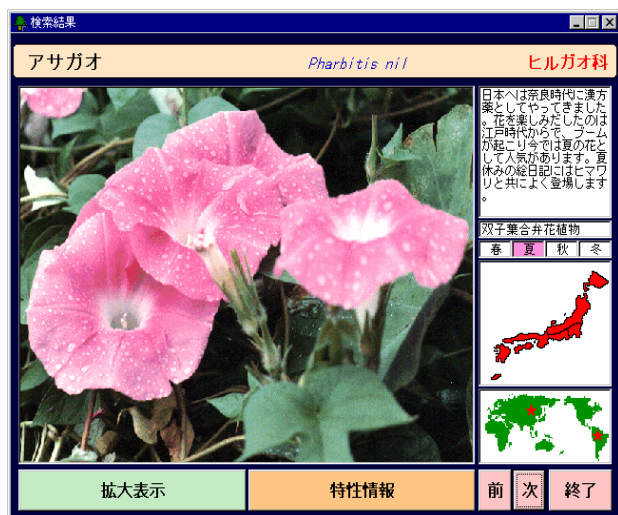 検索結果
アサガオ Pharbitis nil ヒルガオ科
日本へは奈良時代に漢方
薬としてやってきました
。花を楽しみだしたのは
江戸時代からで、ブーム
が起こり今では夏の花と
して人気があります。夏
休みの絵日記にはヒマワ
リと共によく登場します
。
双子葉合弁花植物
春 夏 秋 冬
拡大表示 特性情報 前 次 終了